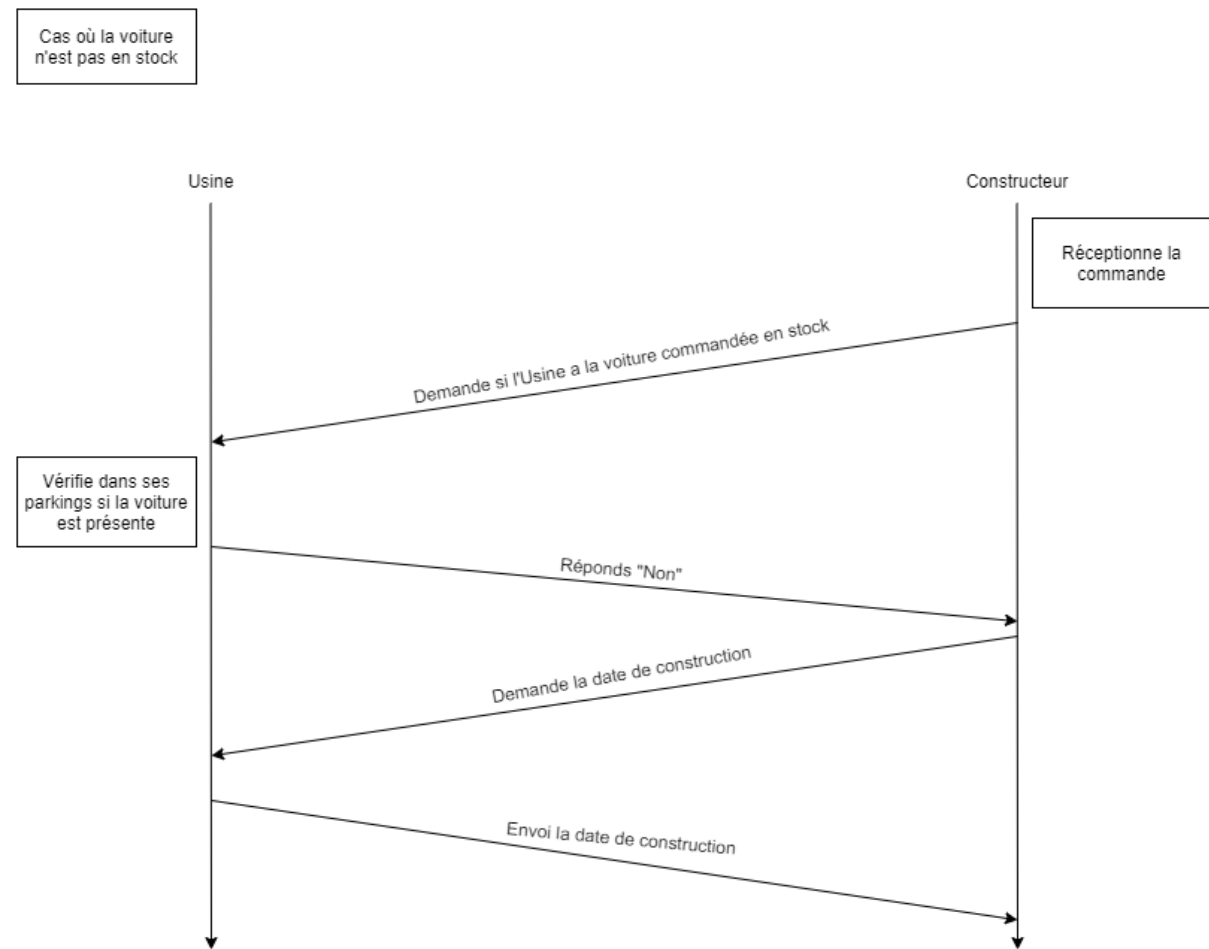 Cas où la voiture
n'est pas en stock
Usine
Constructeur
Réceptionne la
commande
Demande si l'Usine a la voiture commandée en stock
Vérifie dans ses
parkings si la voiture
est présente
Réponds "Non"
Demande la date de construction
Envoi la date de construction